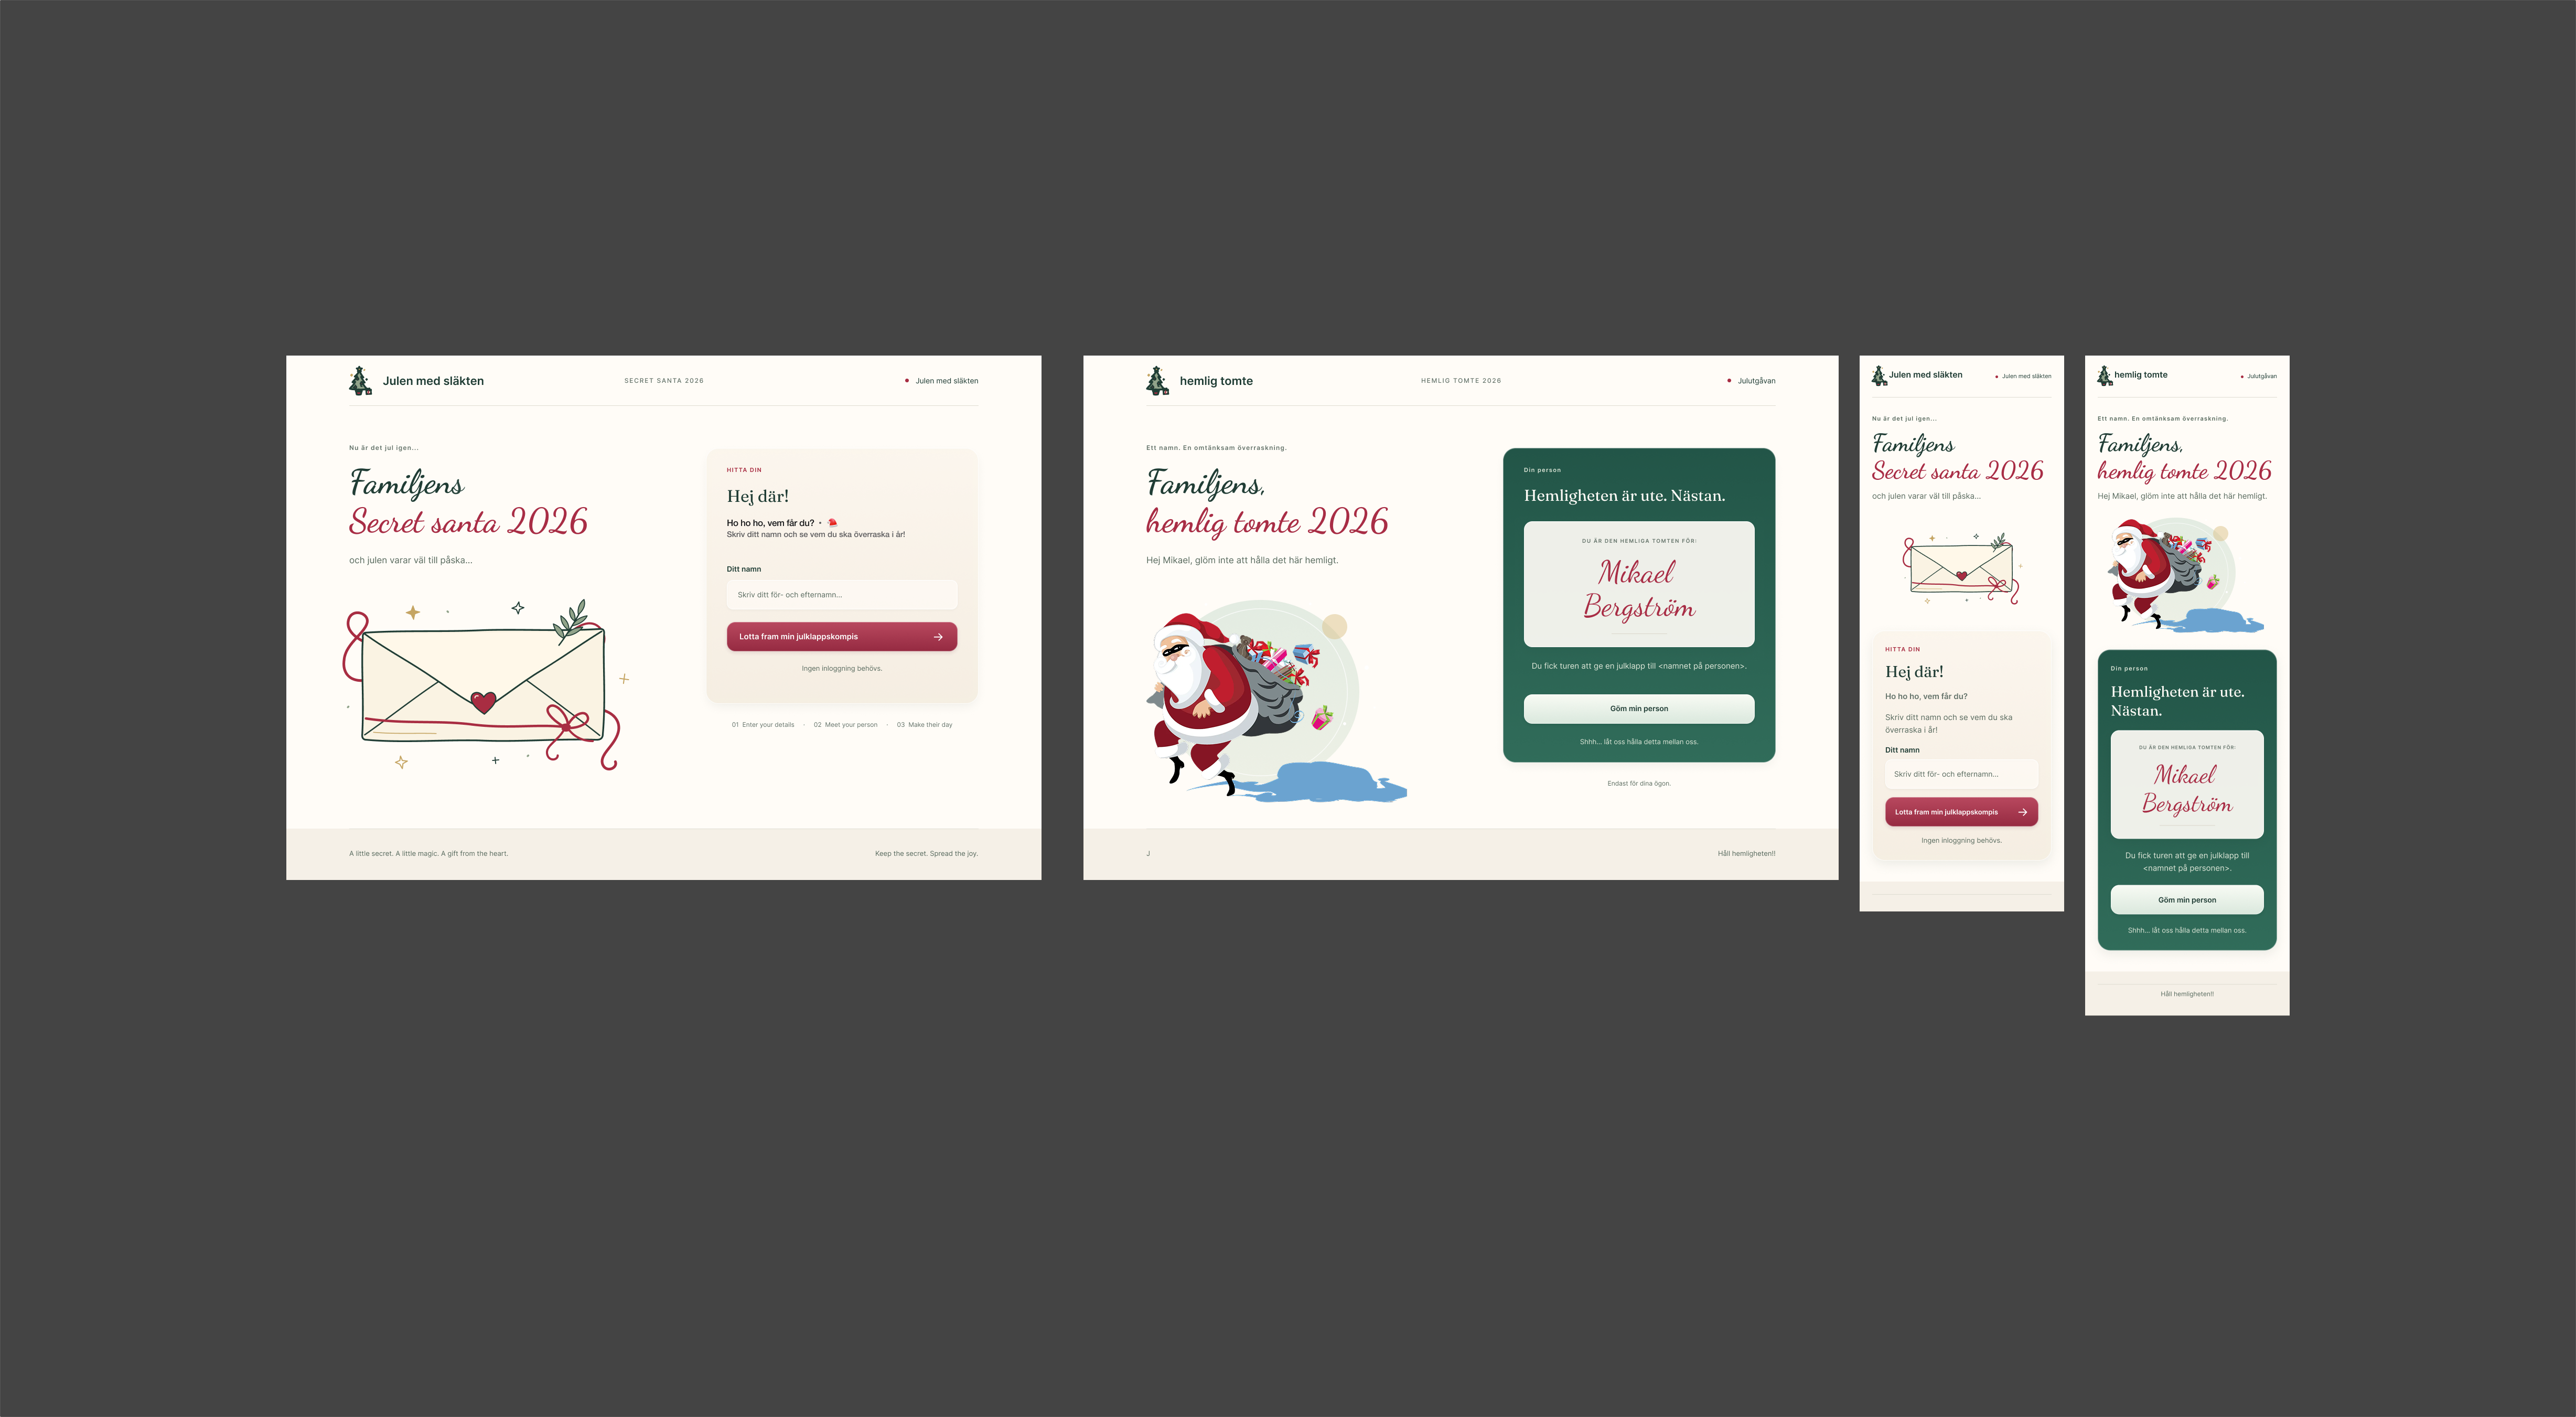 Julen med släkten
SECRET SANTA 2026
Julen med släkten
Nu är det jul igen...
Familjens
Secret santa 2026
och julen varar väl till påska...
HITTA DIN
Hej där!
Ho ho ho, vem får du? •
Skriv ditt namn och se vem du ska överraska i år!
Ditt namn
Skriv ditt för- och efternamn...
Lotta fram min julklappskompis →
Ingen inloggning behövs.
01 Enter your details · 02 Meet your person · 03 Make their day
A little secret. A little magic. A gift from the heart.
Keep the secret. Spread the joy.
hemlig tomte
HEMLIG TOMTE 2026
Julutgåvan
Ett namn. En omtänksam överraskning.
Familjens,
hemlig tomte 2026
Hej Mikael, glöm inte att hålla det här hemligt.
Din person
Hemligheten är ute. Nästan.
DU ÄR DEN HEMLIGA TOMTEN FÖR:
Mikael
Bergström
Du fick turen att ge en julklapp till <namnet på personen>.
Göm min person
Shhh... låt oss hålla detta mellan oss.
Endast för dina ögon.
J
Håll hemligheten!!
Julen med släkten
Julen med släkten
Nu är det jul igen...
Familjens
Secret santa 2026
och julen varar väl till påska...
HITTA DIN
Hej där!
Ho ho ho, vem får du?
Skriv ditt namn och se vem du ska
överraska i år!
Ditt namn
Skriv ditt för- och efternamn...
Lotta fram min julklappskompis →
Ingen inloggning behövs.
hemlig tomte
Julutgåvan
Ett namn. En omtänksam överraskning.
Familjens,
hemlig tomte 2026
Hej Mikael, glöm inte att hålla det här hemligt.
Din person
Hemligheten är ute.
Nästan.
DU ÄR DEN HEMLIGA TOMTEN FÖR:
Mikael
Bergström
Du fick turen att ge en julklapp till
<namnet på personen>.
Göm min person
Shhh... låt oss hålla detta mellan oss.
Håll hemligheten!!